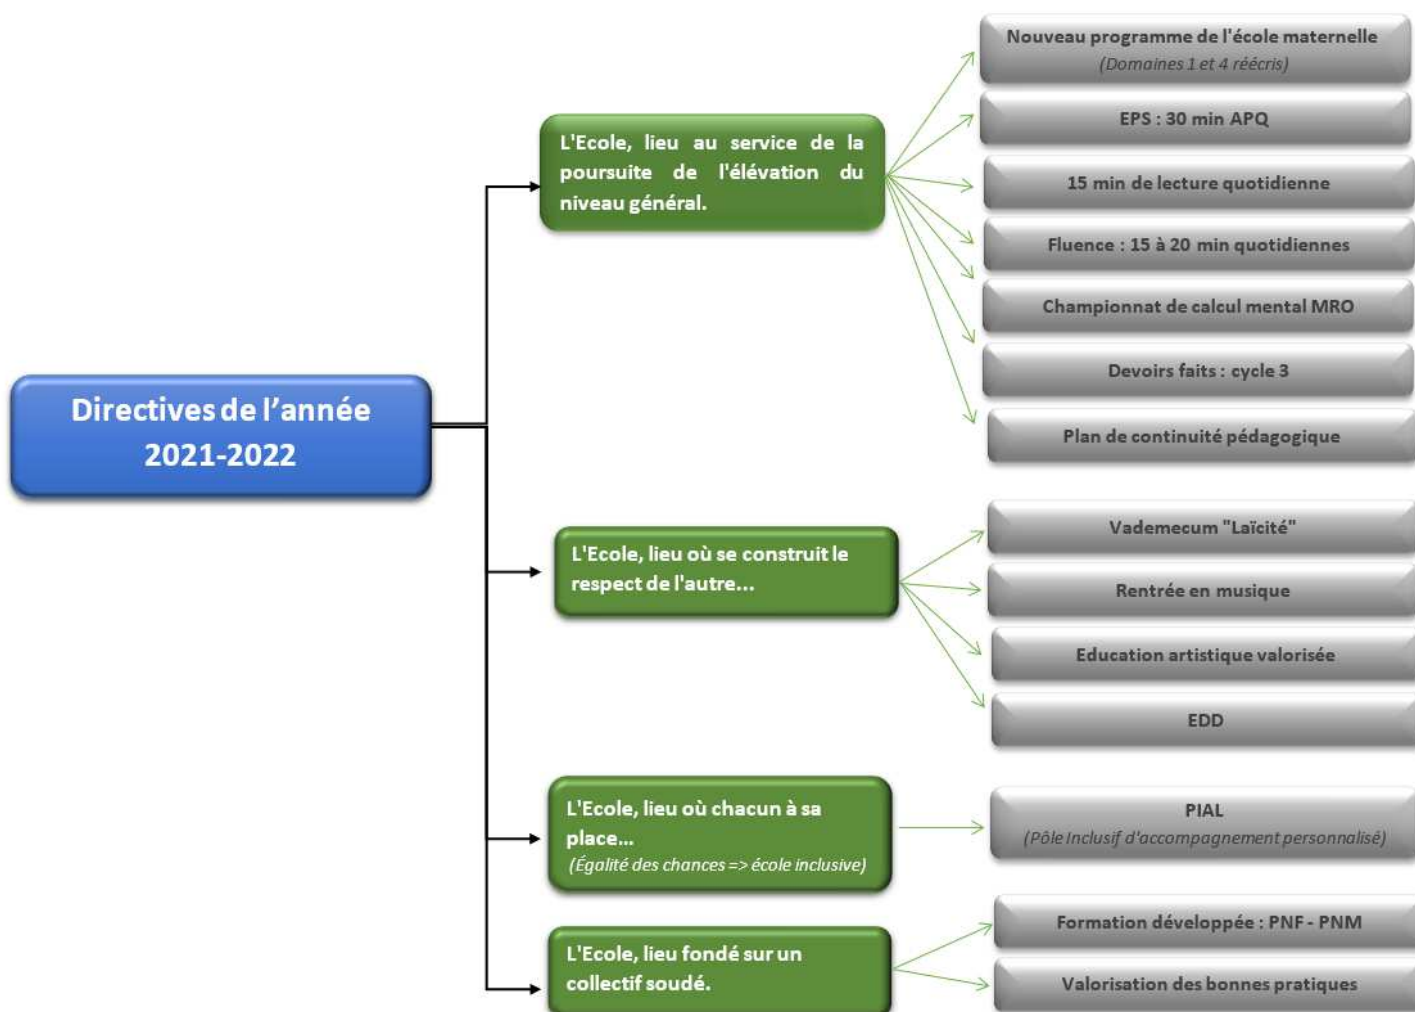 Directives de l’année
2021-2022
L'Ecole, lieu au service de la
poursuite de l'élévation du
niveau général.
Nouveau programme de l'école maternelle
(Domaines 1 et 4 réécris)
EPS : 30 min APQ
15 min de lecture quotidienne
Fluence : 15 à 20 min quotidiennes
Championnat de calcul mental MRO
Devoirs faits : cycle 3
Plan de continuité pédagogique
L'Ecole, lieu où se construit le
respect de l'autre...
Vademecum "Laïcité"
Rentrée en musique
Education artistique valorisée
EDD
L'Ecole, lieu où chacun à sa
place...
(Égalité des chances => école inclusive)
PIAL
(Pôle Inclusif d'accompagnement personnalisé)
L'Ecole, lieu fondé sur un
collectif soudé.
Formation développée : PNF - PNM
Valorisation des bonnes pratiques